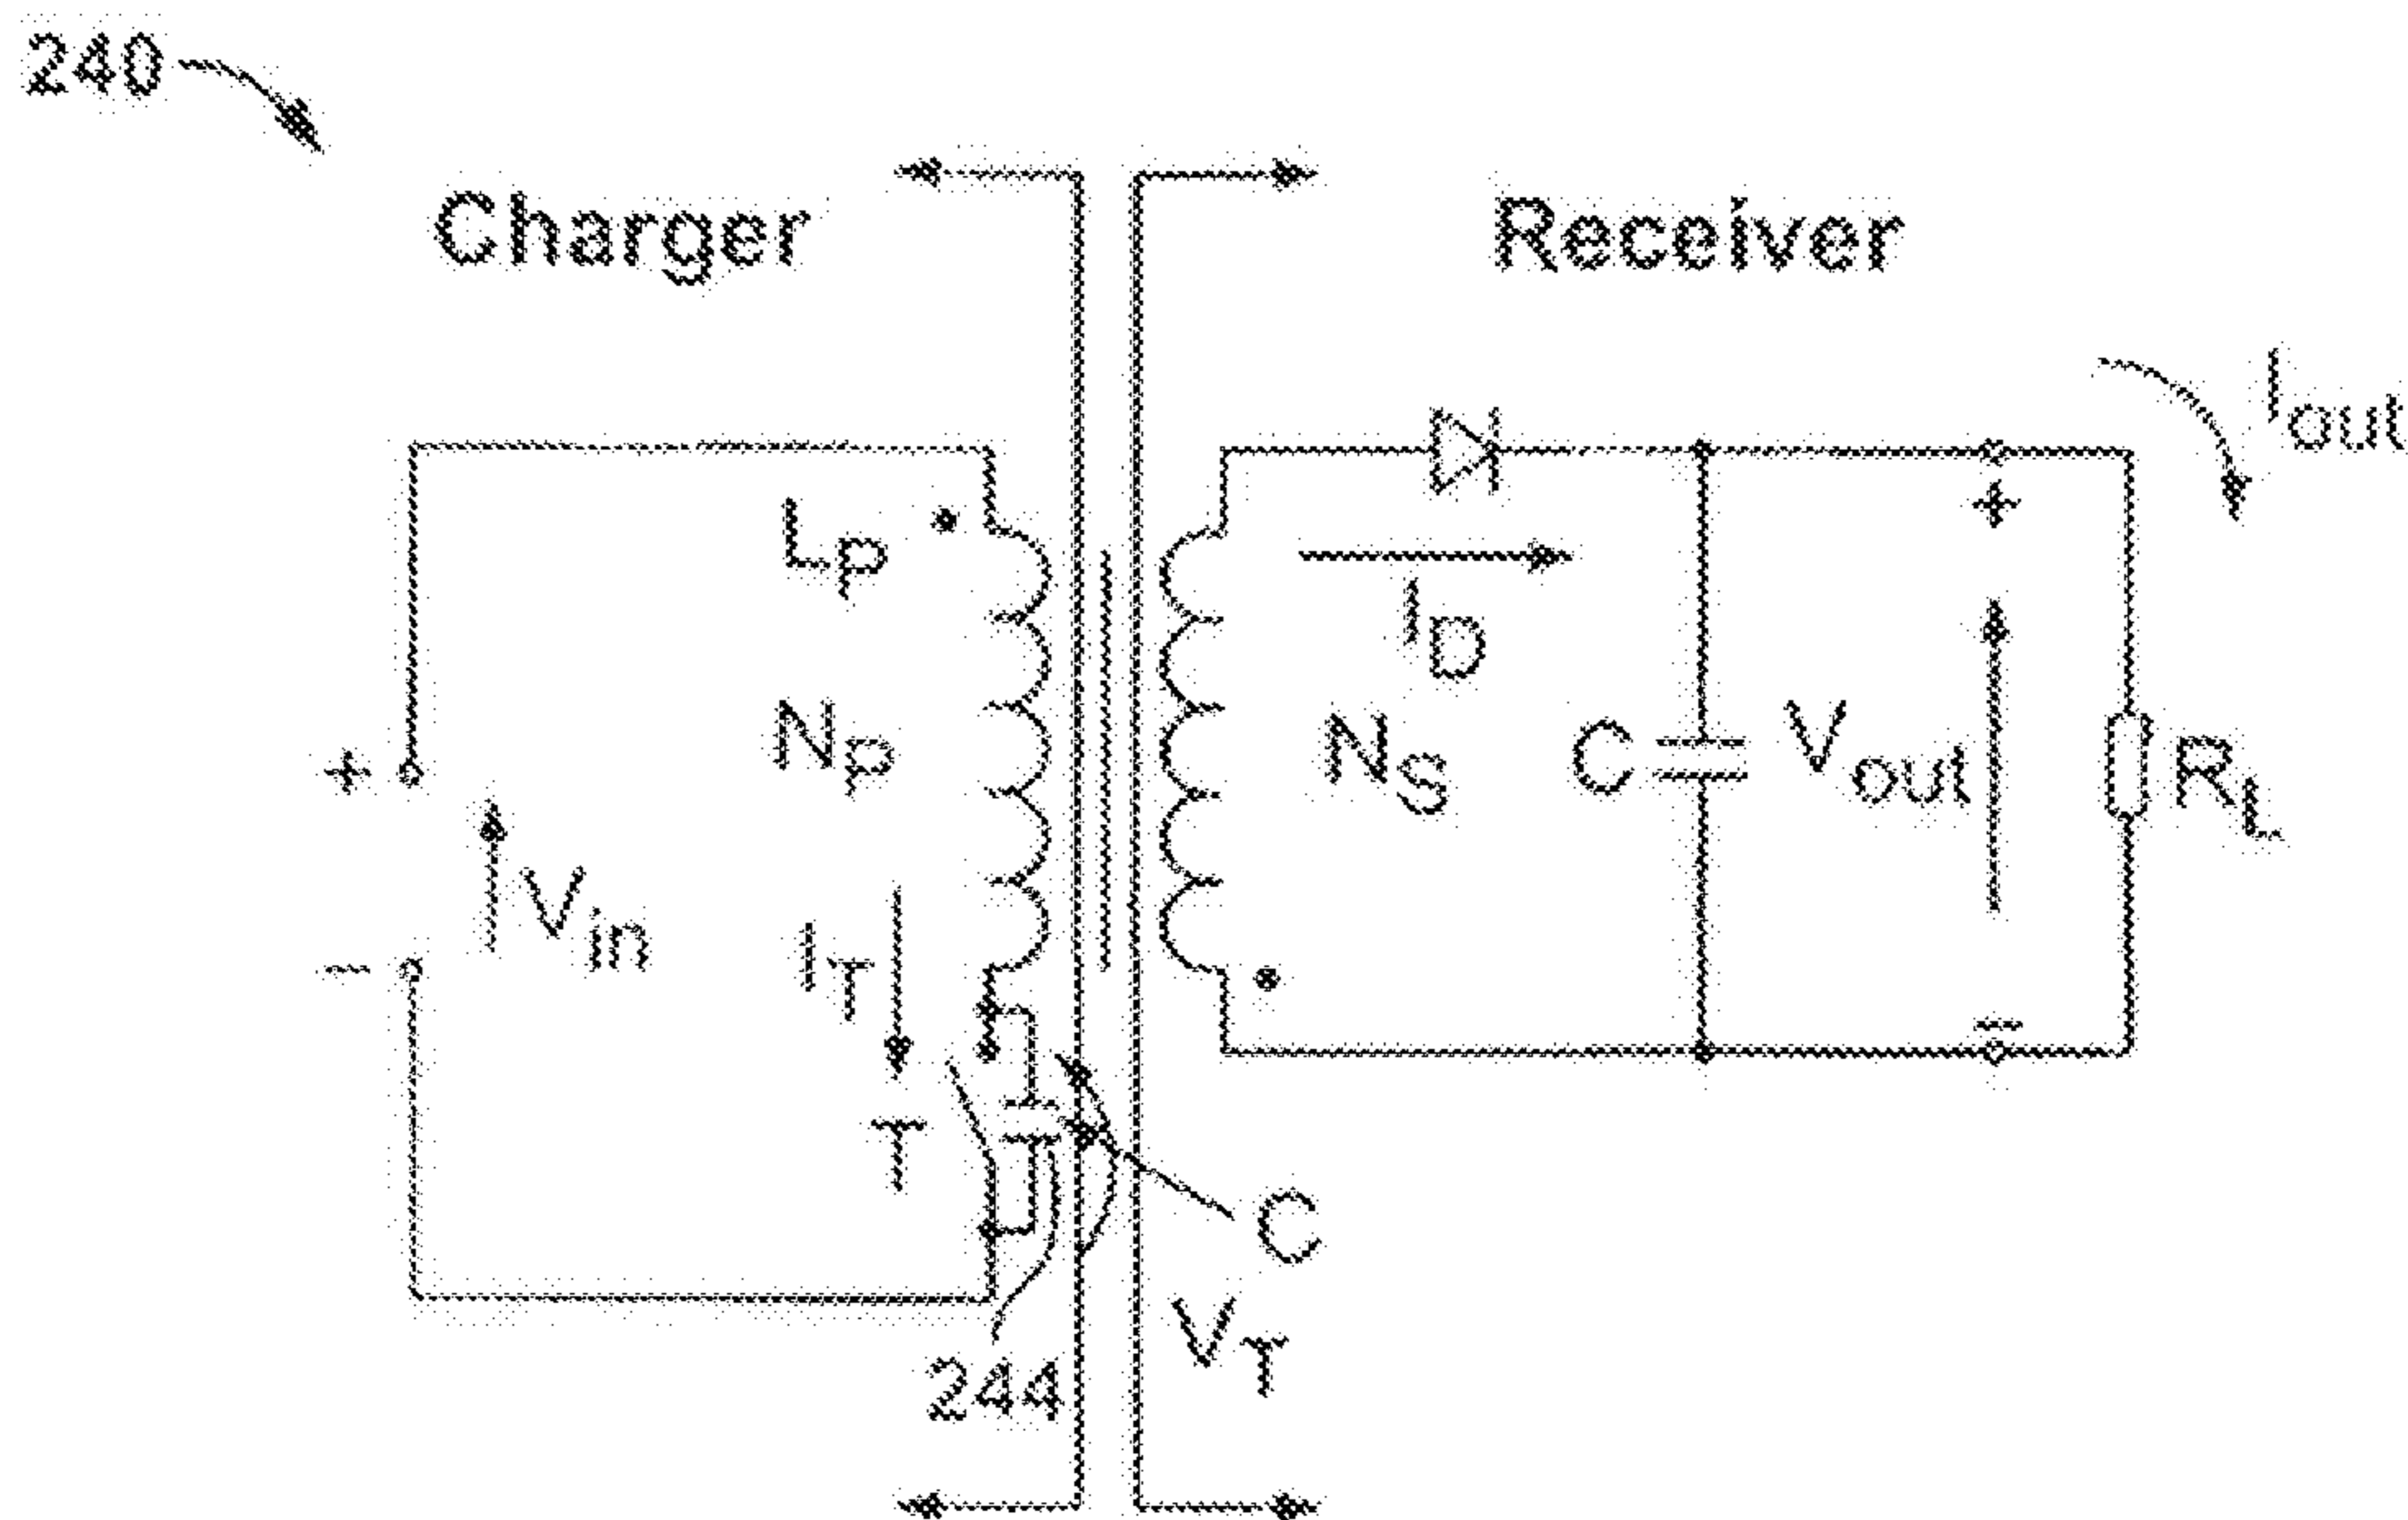 240
Charger
Receiver
Iout
LP
ID
NP
NS
C
Vout
RL
+
+
-
-
Vin
IT
T
C
VT
244